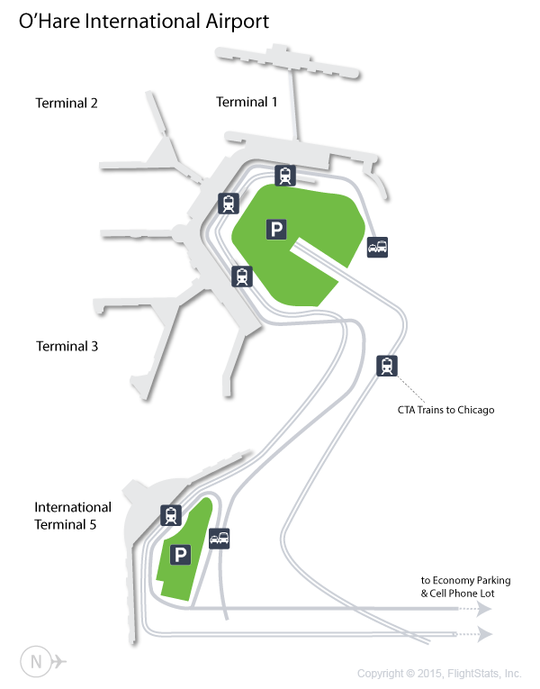 O'Hare International Airport
Terminal 2
Terminal 1
P
Terminal 3
CTA Trains to Chicago
International
Terminal 5
P
to Economy Parking
& Cell Phone Lot
N
Copyright © 2015, FlightStats, Inc.